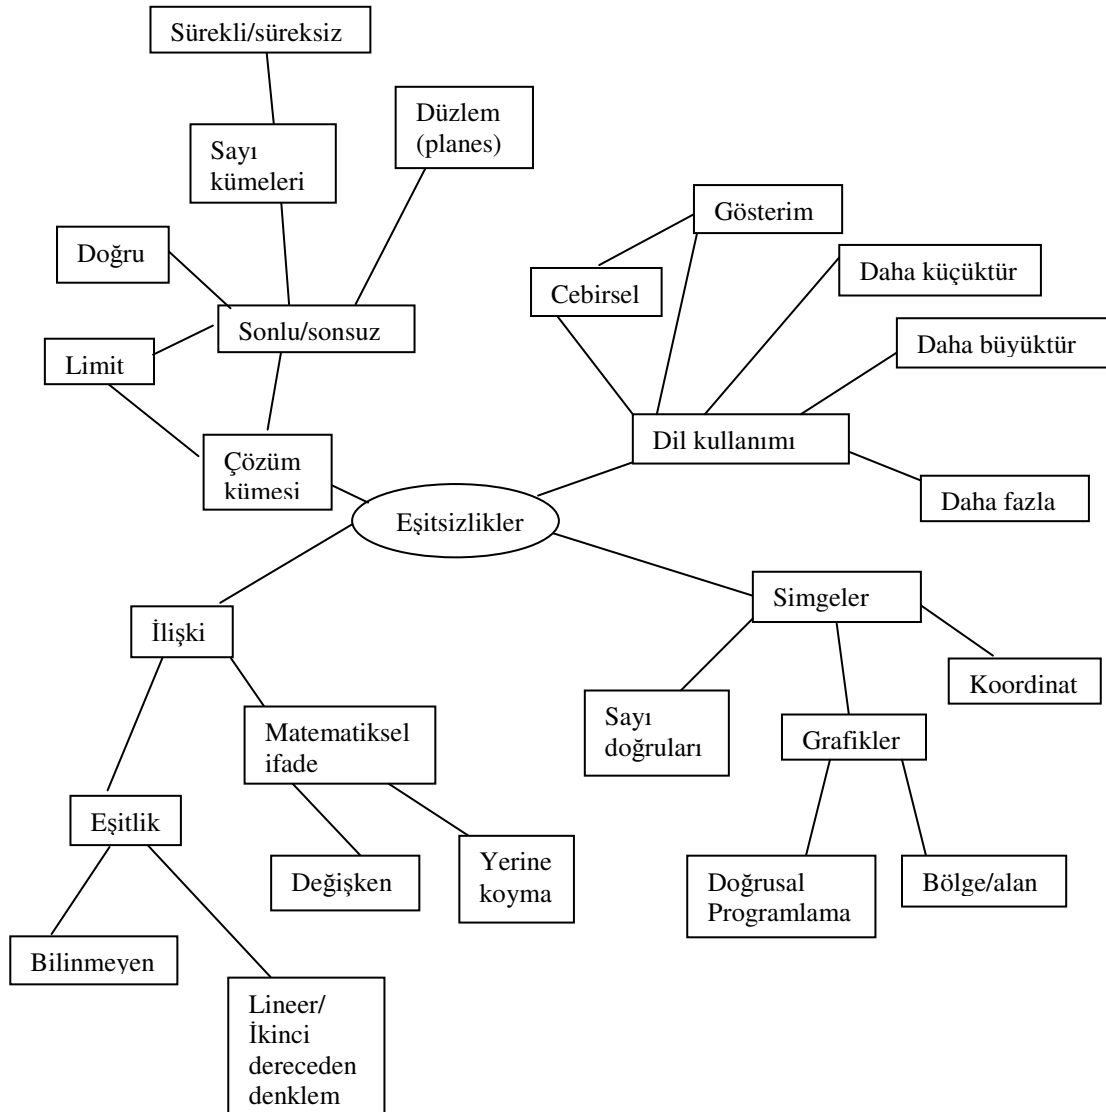 Sürekli/süreksiz
Düzlem
(planes)
Sayı
kümeleri
Gösterim
Doğru
Daha küçüktür
Cebirsel
Sonlu/sonsuz
Daha büyüktür
Limit
Dil kullanımı
Çözüm
kümesi
Daha fazla
Eşitsizlikler
Simgeler
İlişki
Koordinat
Sayı
doğruları
Matematiksel
ifade
Grafikler
Eşitlik
Yerine
koyma
Değişken
Doğrusal
Programlama
Bölge/alan
Bilinmeyen
Lineer/
İkinci
dereceden
denklem